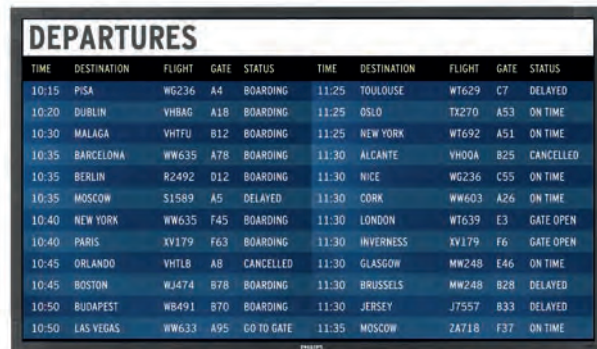 DEPARTURES
TIME DESTINATION FLIGHT GATE STATUS TIME DESTINATION FLIGHT GATE STATUS
10:15 PISA WG236 A4 BOARDING 11:25 TOULOUSE WT629 C7 DELAYED
10:20 DUBLIN VHBAG A18 BOARDING 11:25 OSLO TX270 A53 ON TIME
10:30 MALAGA VHTFU B12 BOARDING 11:25 NEW YORK WT692 A51 ON TIME
10:35 BARCELONA WW635 A78 BOARDING 11:30 ALCANTE VHOQA B25 CANCELLED
10:35 BERLIN R2492 D12 BOARDING 11:30 NICE WG236 C55 ON TIME
10:35 MOSCOW S1589 A5 DELAYED 11:30 CORK WW603 A26 ON TIME
10:40 NEW YORK WW635 F45 BOARDING 11:30 LONDON WT639 E3 GATE OPEN
10:40 PARIS XV179 F63 BOARDING 11:30 INVERNESS XV179 F6 GATE OPEN
10:45 ORLANDO VHTLB A8 CANCELLED 11:30 GLASGOW MW248 E46 ON TIME
10:45 BOSTON WJ474 B78 BOARDING 11:30 BRUSSELS MW248 B28 DELAYED
10:50 BUDAPEST WB491 B70 BOARDING 11:30 JERSEY J7557 B33 DELAYED
10:50 LAS VEGAS WW633 A95 GO TO GATE 11:35 MOSCOW ZA718 F37 ON TIME
PHILIPS